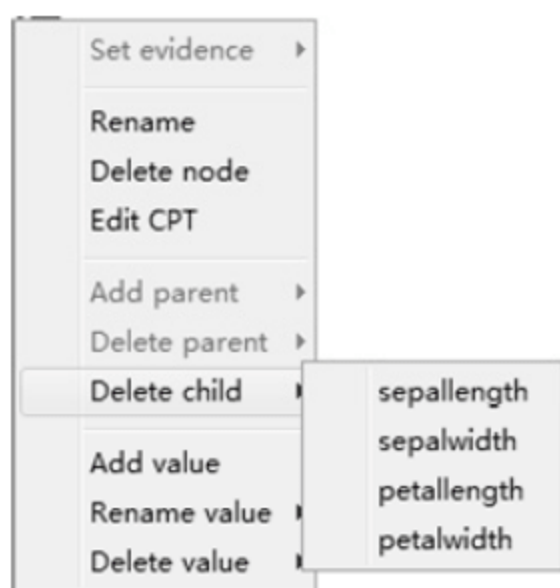 Set evidence
Rename
Delete node
Edit CPT
Add parent
Delete parent
Delete child
Add value
Rename value
Delete value
sepallength
sepalwidth
petallength
petalwidth